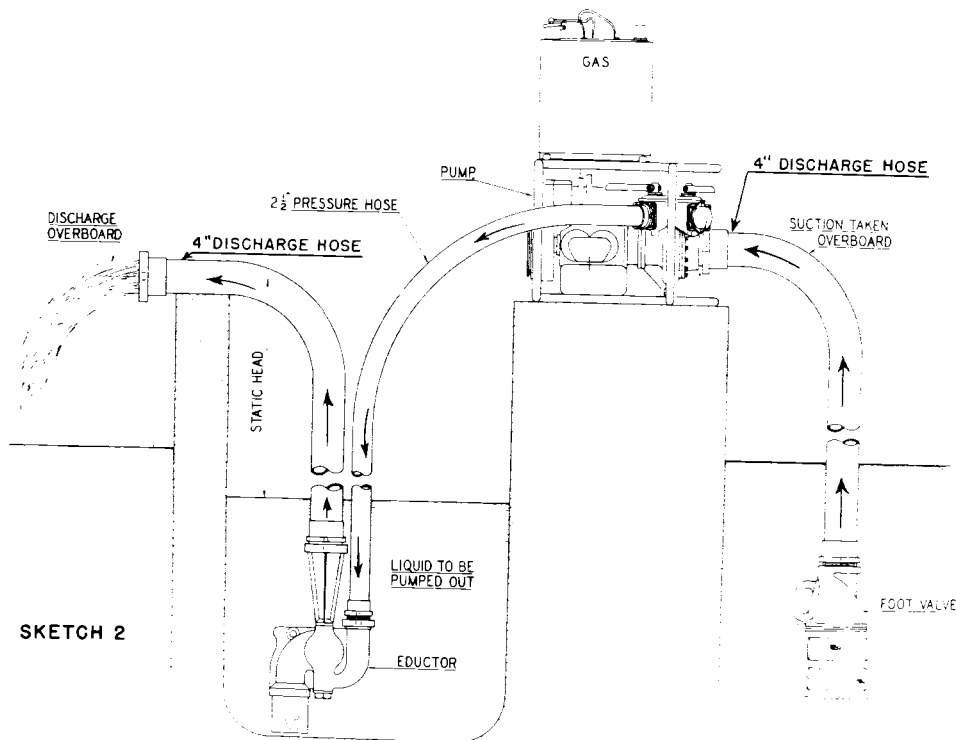 GAS
PUMP
4" DISCHARGE HOSE
2½" PRESSURE HOSE
SUCTION TAKEN
OVERBOARD
DISCHARGE
OVERBOARD
4" DISCHARGE HOSE
STATIC HEAD
LIQUID TO BE
PUMPED OUT
FOOT VALVE
SKETCH 2
EDUCTOR